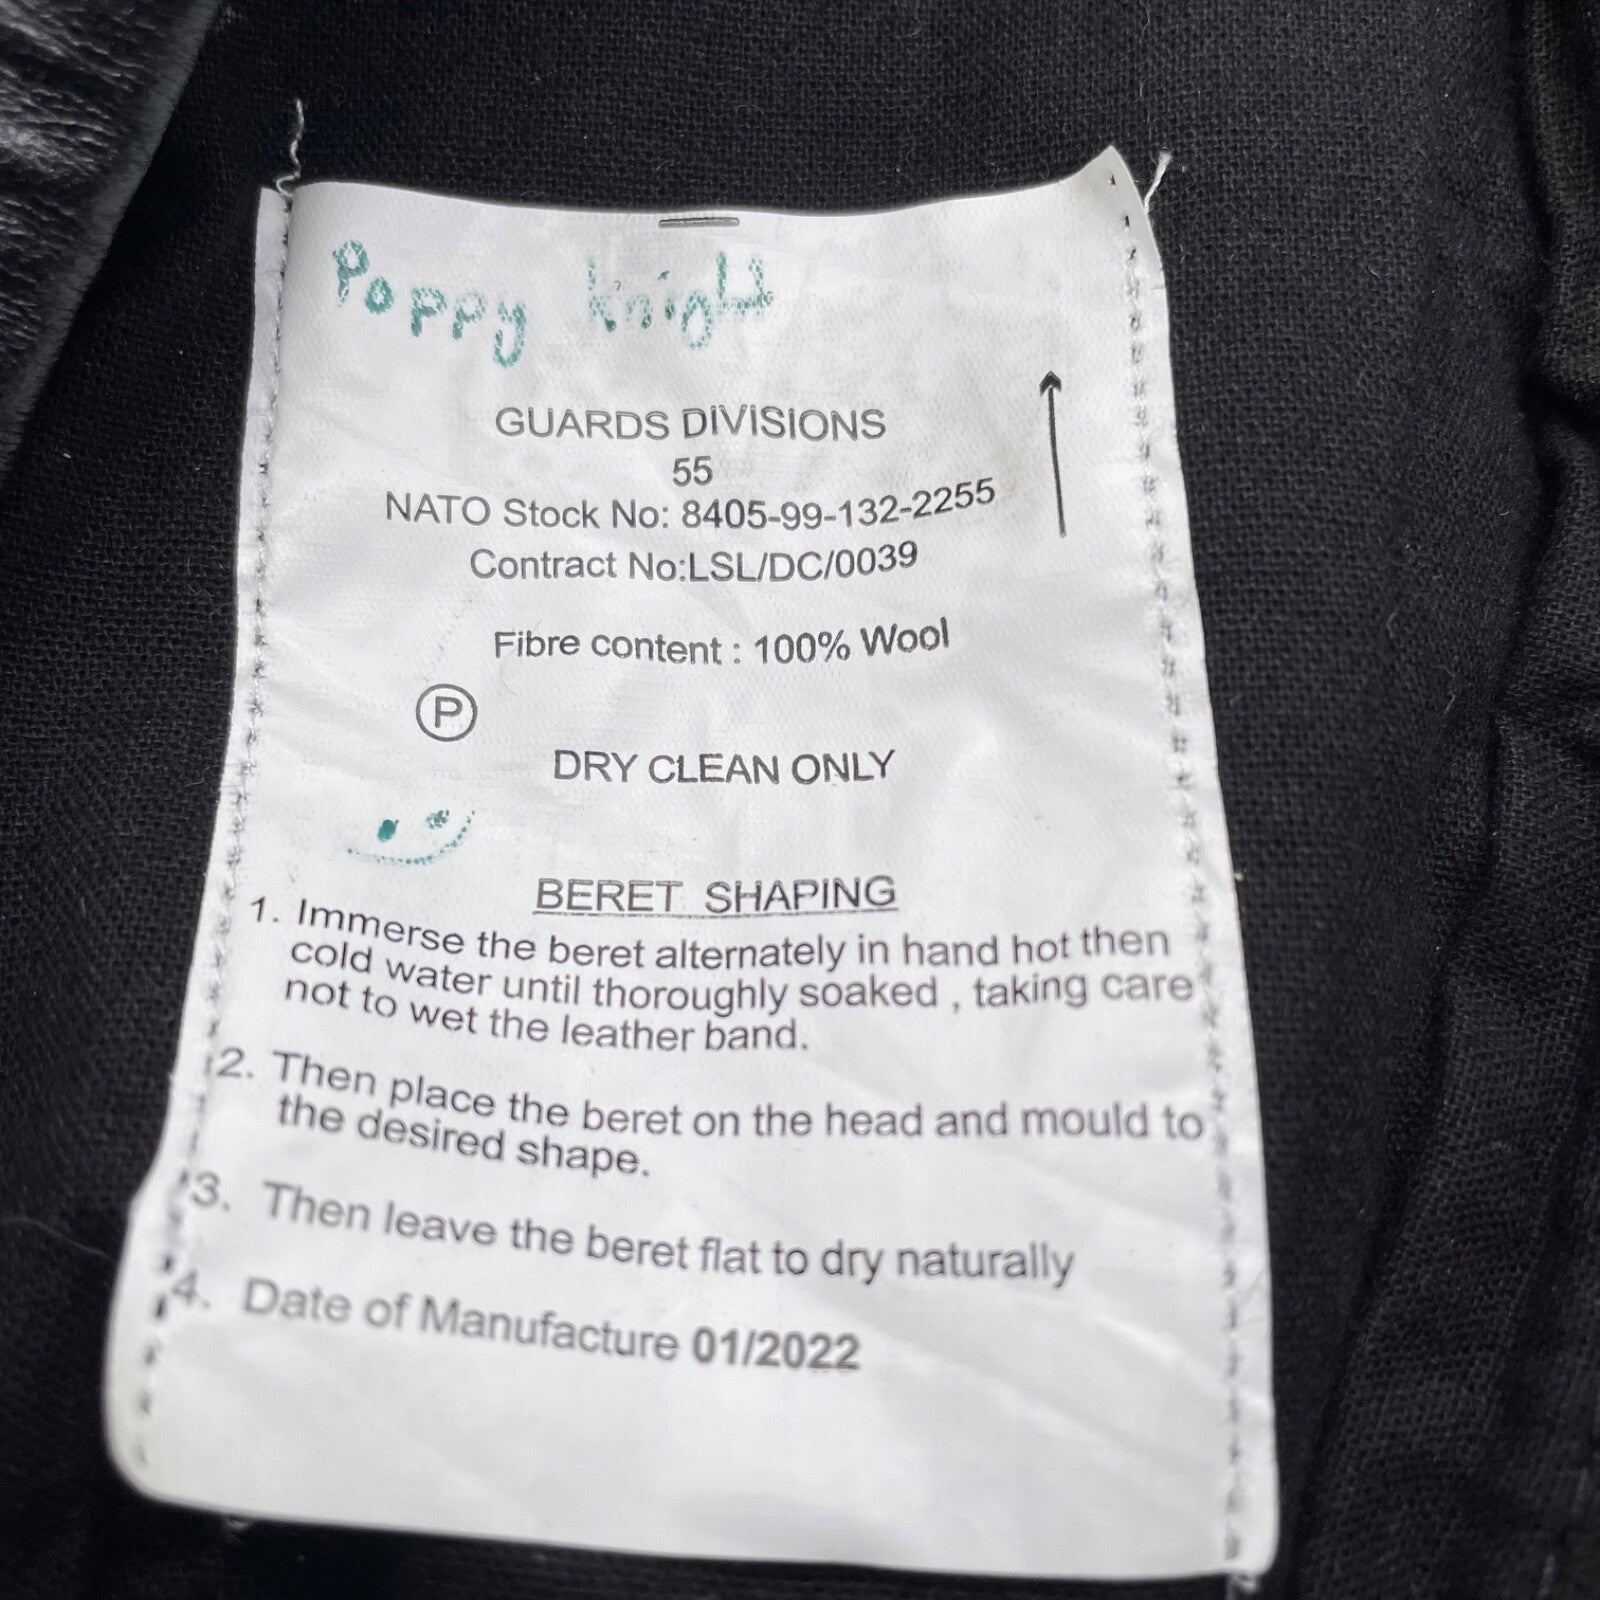 Poppy Knight
GUARDS DIVISIONS
55
NATO Stock No: 8405-99-132-2255
Contract No:LSL/DC/0039
Fibre content : 100% Wool
P
DRY CLEAN ONLY
BERET SHAPING
1. Immerse the beret alternately in hand hot then
cold water until thoroughly soaked , taking care
not to wet the leather band.
2. Then place the beret on the head and mould to
the desired shape.
3. Then leave the beret flat to dry naturally
4. Date of Manufacture 01/2022